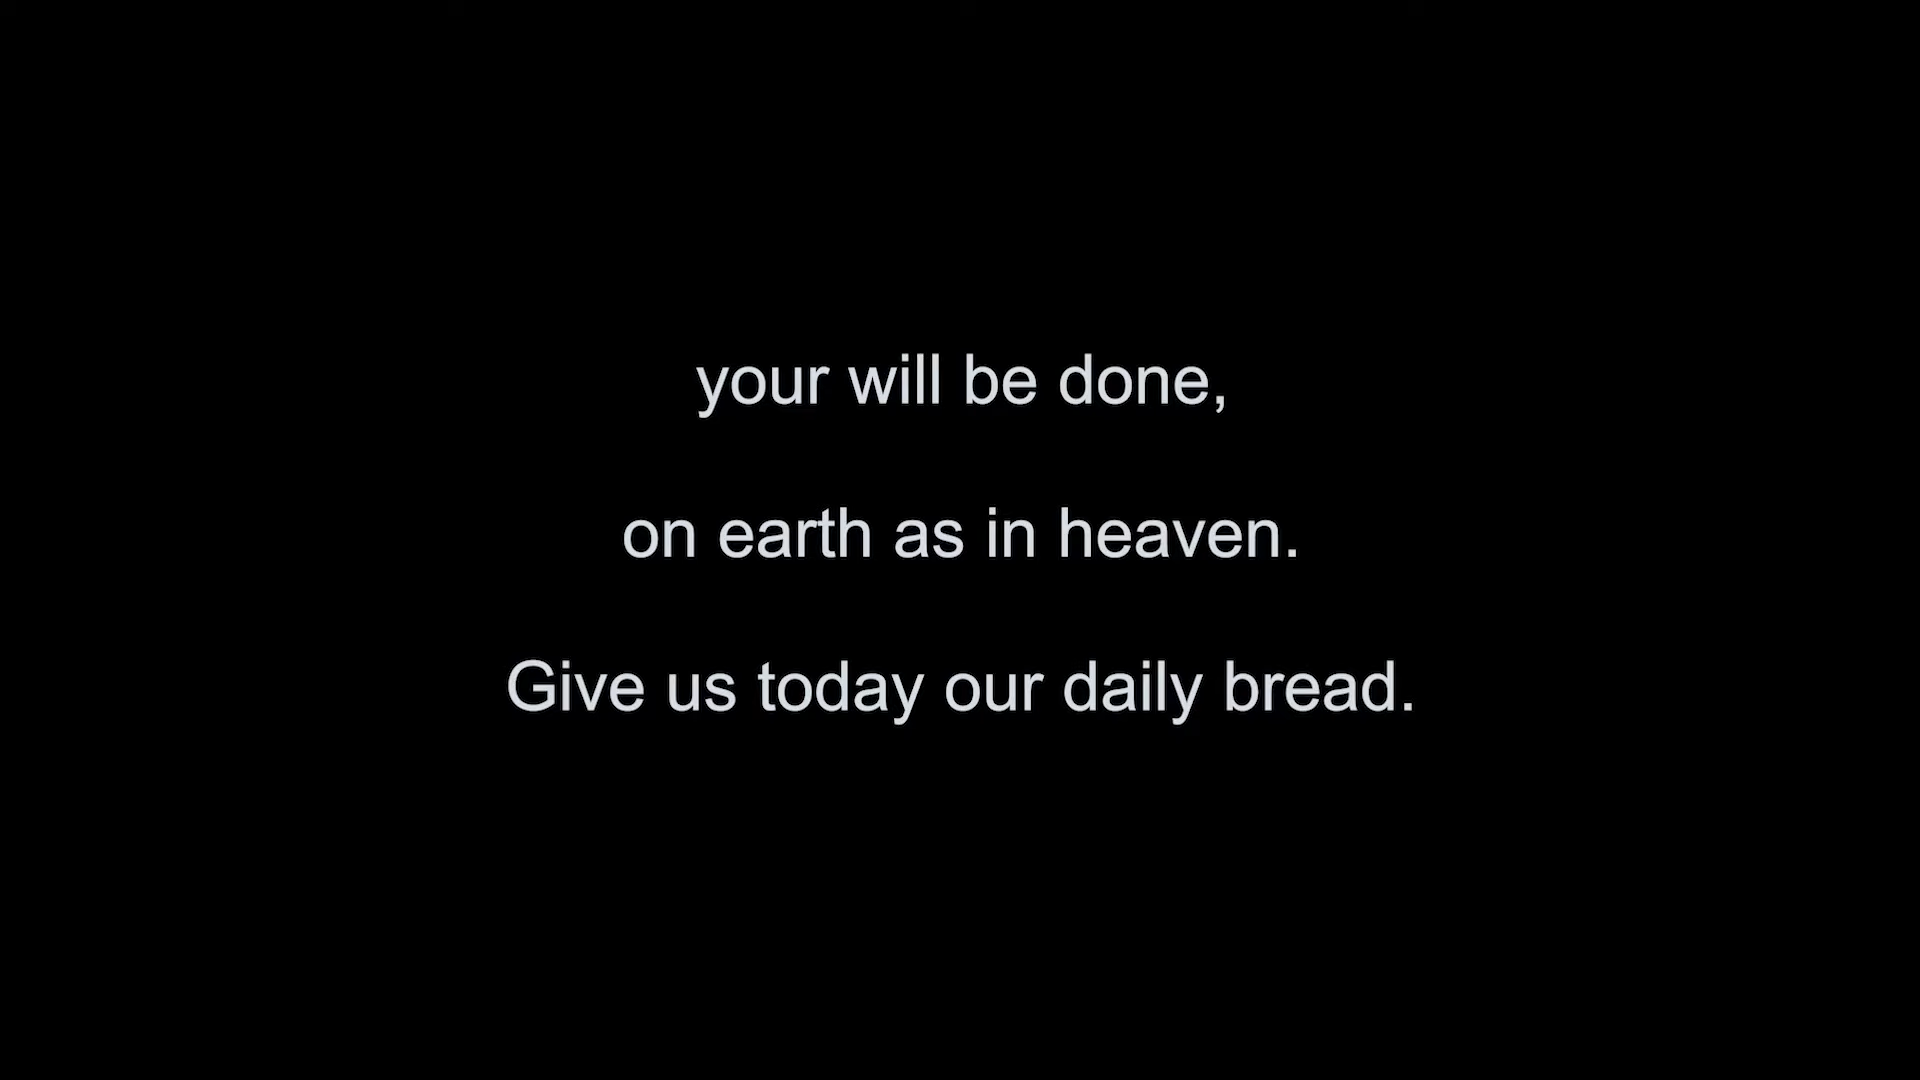 your will be done,
on earth as in heaven.
Give us today our daily bread.